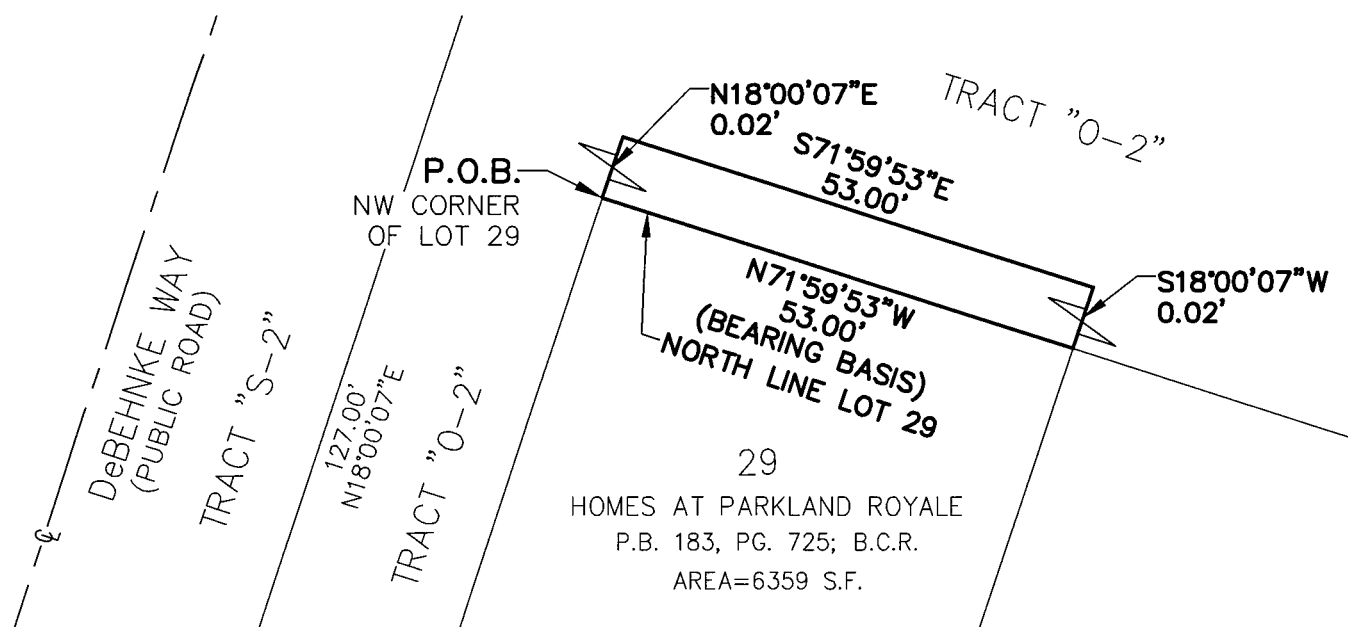 N18°00'07"E
0.02'
TRACT "O-2"
S71°59'53"E
53.00'
P.O.B.
NW CORNER
OF LOT 29
S18°00'07"W
0.02'
N71°59'53"W
53.00'
(BEARING BASIS)
NORTH LINE LOT 29
DeBEHNKE WAY
(PUBLIC ROAD)
TRACT "S-2"
127.00'
N18°00'07"E
TRACT "O-2"
29
HOMES AT PARKLAND ROYALE
P.B. 183, PG. 725; B.C.R.
AREA=6359 S.F.
℄